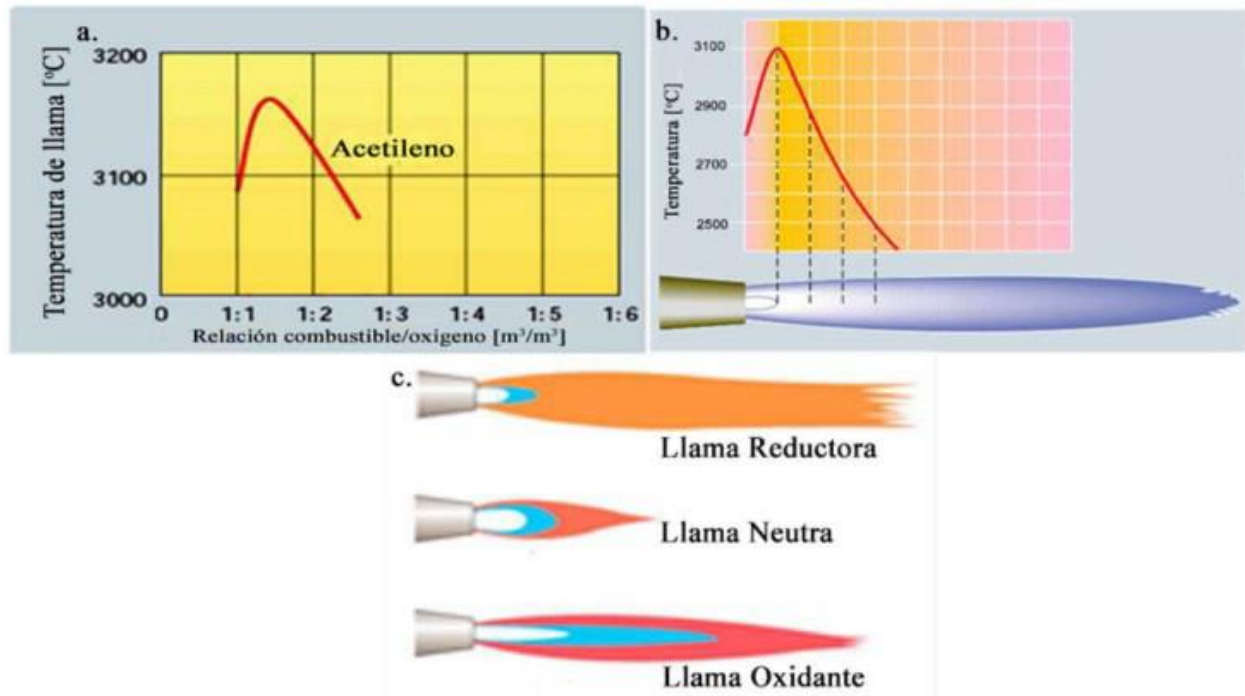 a.
Temperatura de llama [ºC]
3200
3100
3000
Acetileno
0 1:1 1:2 1:3 1:4 1:5 1:6
Relación combustible/oxigeno [m³/m³]
b.
Temperatura [ºC]
3100
2900
2700
2500
c.
Llama Reductora
Llama Neutra
Llama Oxidante